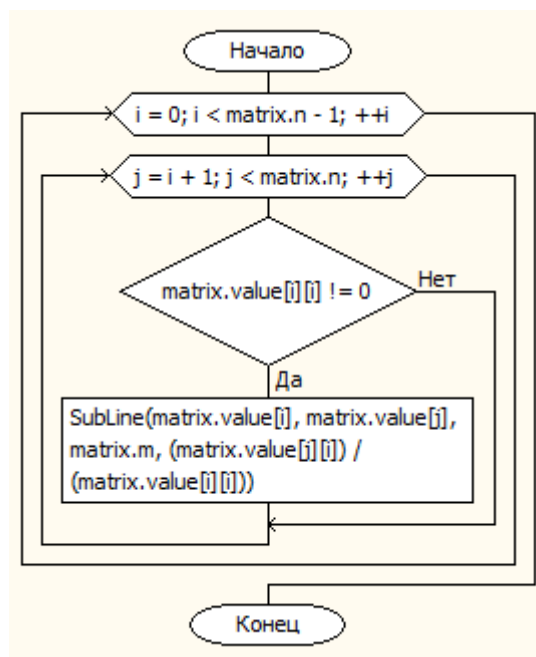 Начало
i = 0; i < matrix.n - 1; ++i
j = i + 1; j < matrix.n; ++j
matrix.value[i][i] != 0
Нет
Да
SubLine(matrix.value[i], matrix.value[j],
matrix.m, (matrix.value[j][i]) /
(matrix.value[i][i]))
Конец